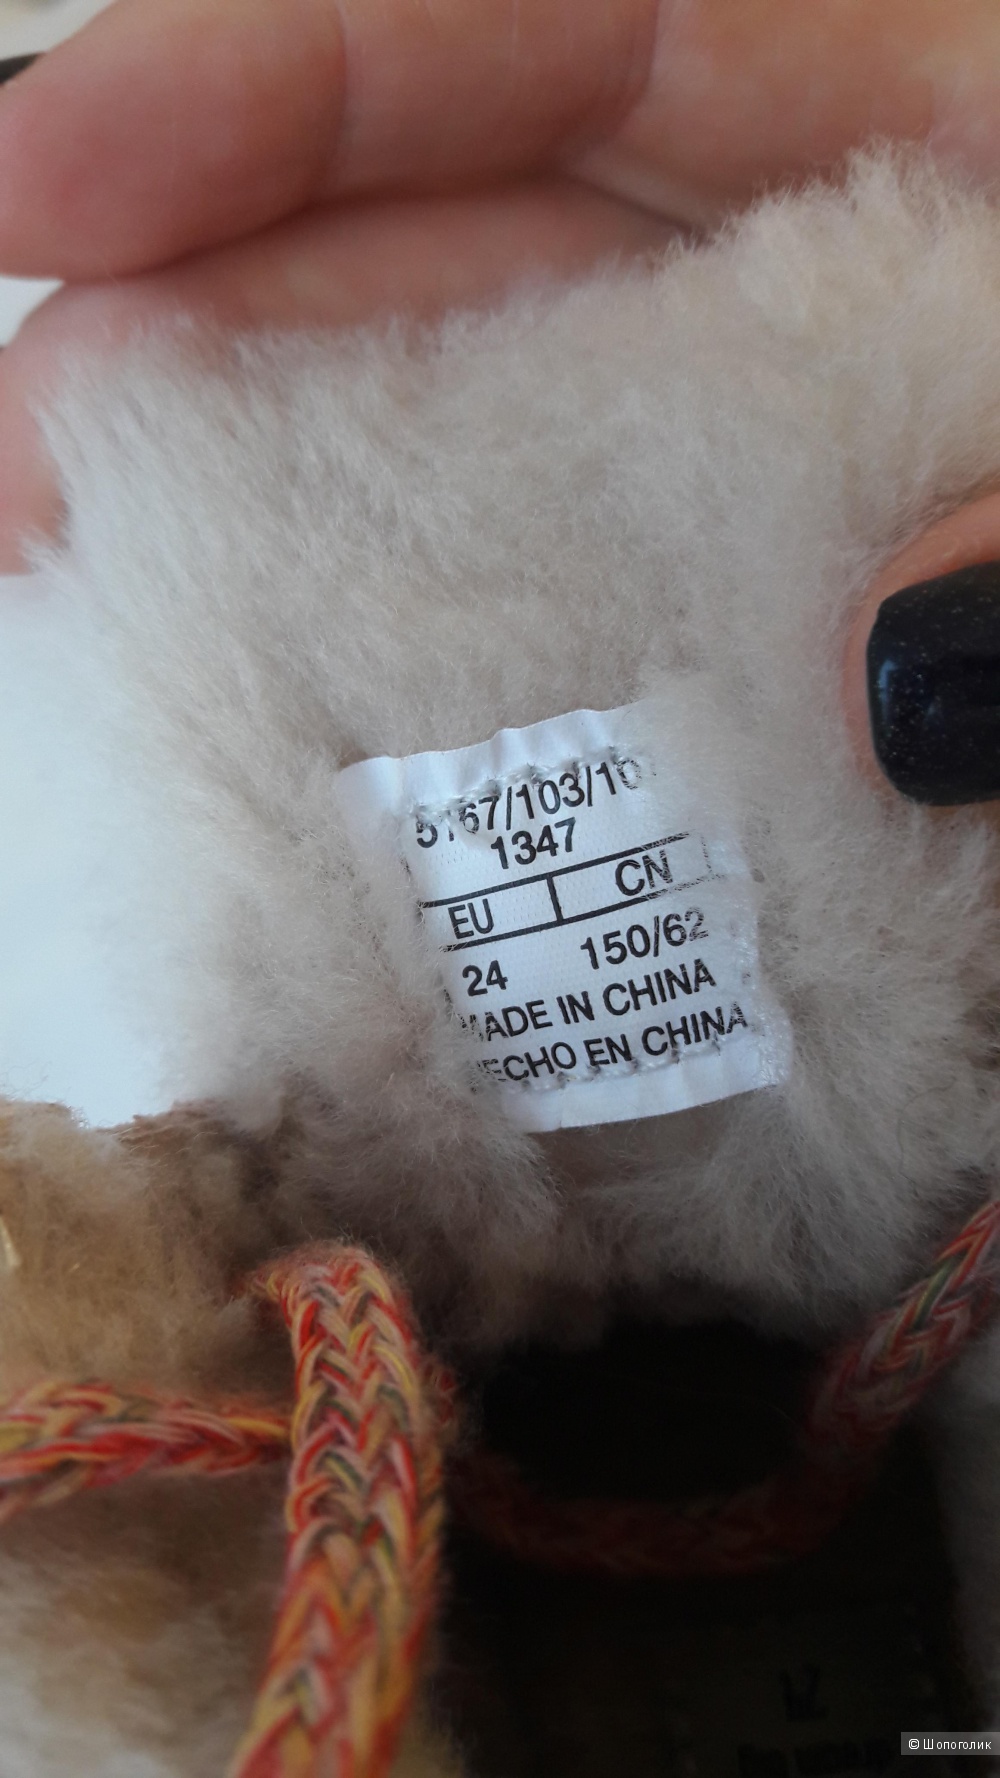 5167/103/10
1347
EU CN
24 150/62
MADE IN CHINA
HECHO EN CHINA
© Шопоголик